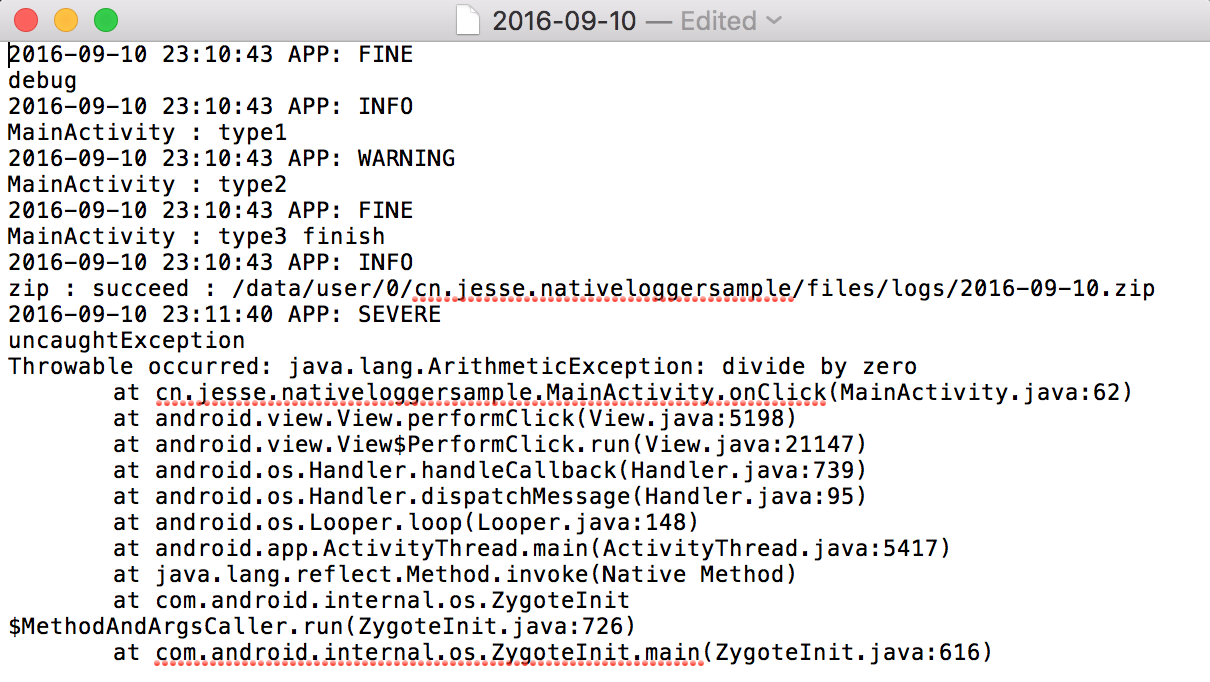 2016-09-10 — Edited
2016-09-10 23:10:43 APP: FINE
debug
2016-09-10 23:10:43 APP: INFO
MainActivity : type1
2016-09-10 23:10:43 APP: WARNING
MainActivity : type2
2016-09-10 23:10:43 APP: FINE
MainActivity : type3 finish
2016-09-10 23:10:43 APP: INFO
zip : succeed : /data/user/0/cn.jesse.nativeloggersample/files/logs/2016-09-10.zip
2016-09-10 23:11:40 APP: SEVERE
uncaughtException
Throwable occurred: java.lang.ArithmeticException: divide by zero
at cn.jesse.nativeloggersample.MainActivity.onClick(MainActivity.java:62)
at android.view.View.performClick(View.java:5198)
at android.view.View$PerformClick.run(View.java:21147)
at android.os.Handler.handleCallback(Handler.java:739)
at android.os.Handler.dispatchMessage(Handler.java:95)
at android.os.Looper.loop(Looper.java:148)
at android.app.ActivityThread.main(ActivityThread.java:5417)
at java.lang.reflect.Method.invoke(Native Method)
at com.android.internal.os.ZygoteInit
$MethodAndArgsCaller.run(ZygoteInit.java:726)
at com.android.internal.os.ZygoteInit.main(ZygoteInit.java:616)